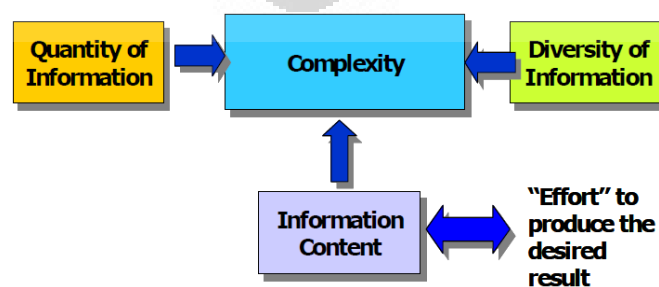 Quantity of
Information
Complexity
Diversity of
Information
Information
Content
“Effort” to
produce the
desired
result